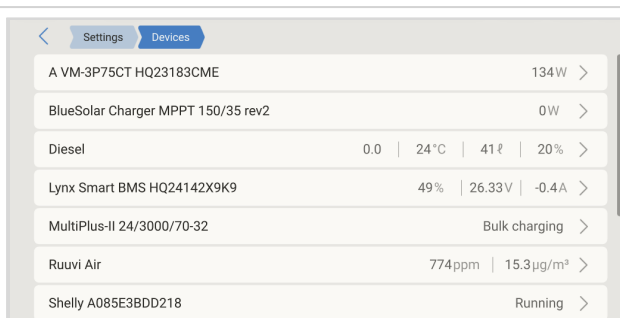 Settings Devices
A VM-3P75CT HQ23183CME 134W
BlueSolar Charger MPPT 150/35 rev2 0W
Diesel 0.0 | 24°C | 41ℓ | 20%
Lynx Smart BMS HQ24142X9K9 49% | 26.33V | -0.4A
MultiPlus-II 24/3000/70-32 Bulk charging
Ruuvi Air 774ppm | 15.3µg/m³
Shelly A085E3BDD218 Running